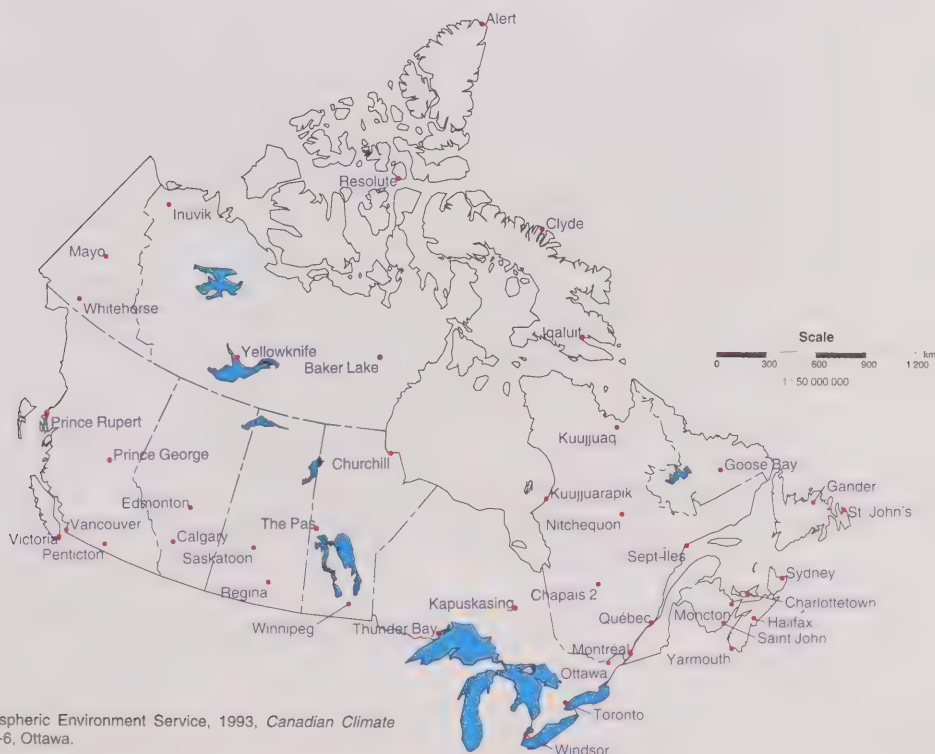 Alert
Resolute
Inuvik
Clyde
Mayo
Whitehorse
Iqaluit
Yellowknife
Baker Lake
Scale
0 300 600 900 1200 km
1 : 50 000 000
Prince Rupert
Kuujjuaq
Prince George
Churchill
Goose Bay
Edmonton
Kuujjuarapik
Gander
Nitchequon
St. John's
Vancouver
The Pas
Victoria
Calgary
Penticton
Saskatoon
Sept-Îles
Sydney
Regina
Chapais 2
Charlottetown
Kapuskasing
Québec
Moncton
Halifax
Winnipeg
Thunder Bay
Saint John
Montréal
Yarmouth
Ottawa
Toronto
spheric Environment Service, 1993, Canadian Climate
-6, Ottawa.
Windsor